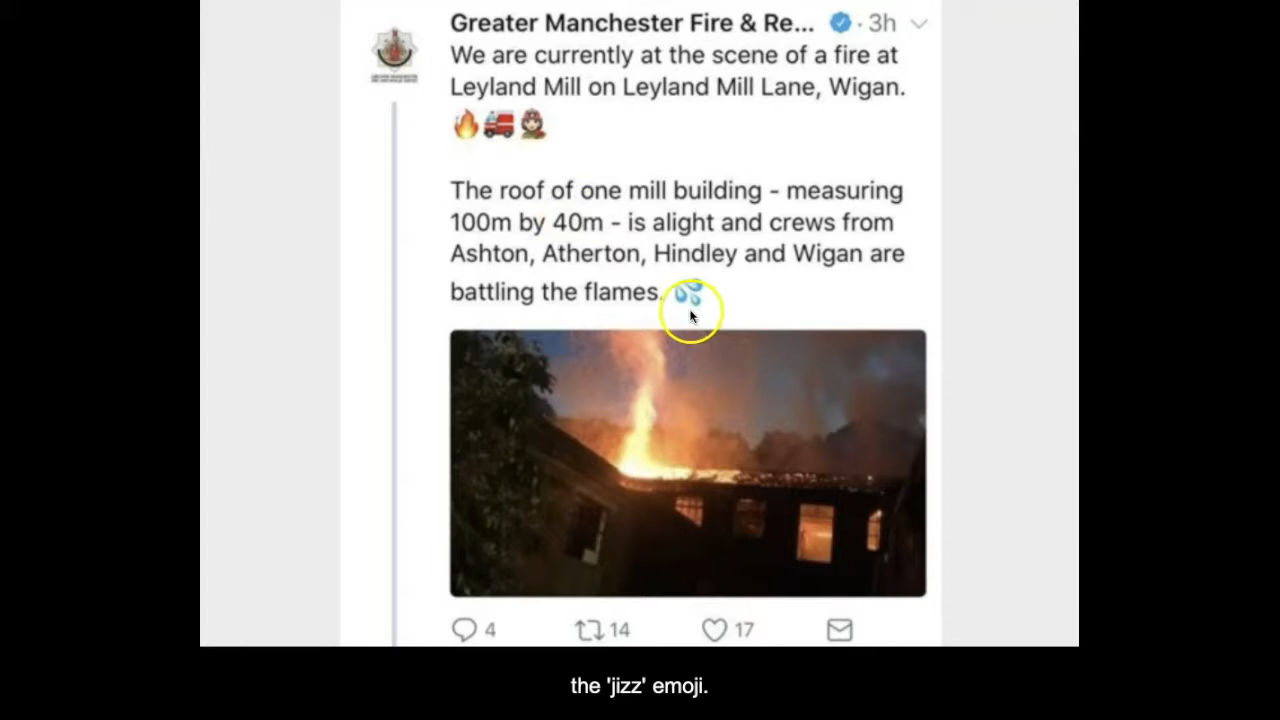 Greater Manchester Fire & Re... · 3h
We are currently at the scene of a fire at
Leyland Mill on Leyland Mill Lane, Wigan.
🔥🚒👩🏻‍🚒
The roof of one mill building - measuring
100m by 40m - is alight and crews from
Ashton, Atherton, Hindley and Wigan are
battling the flames. 💦
4 14 17
the 'jizz' emoji.